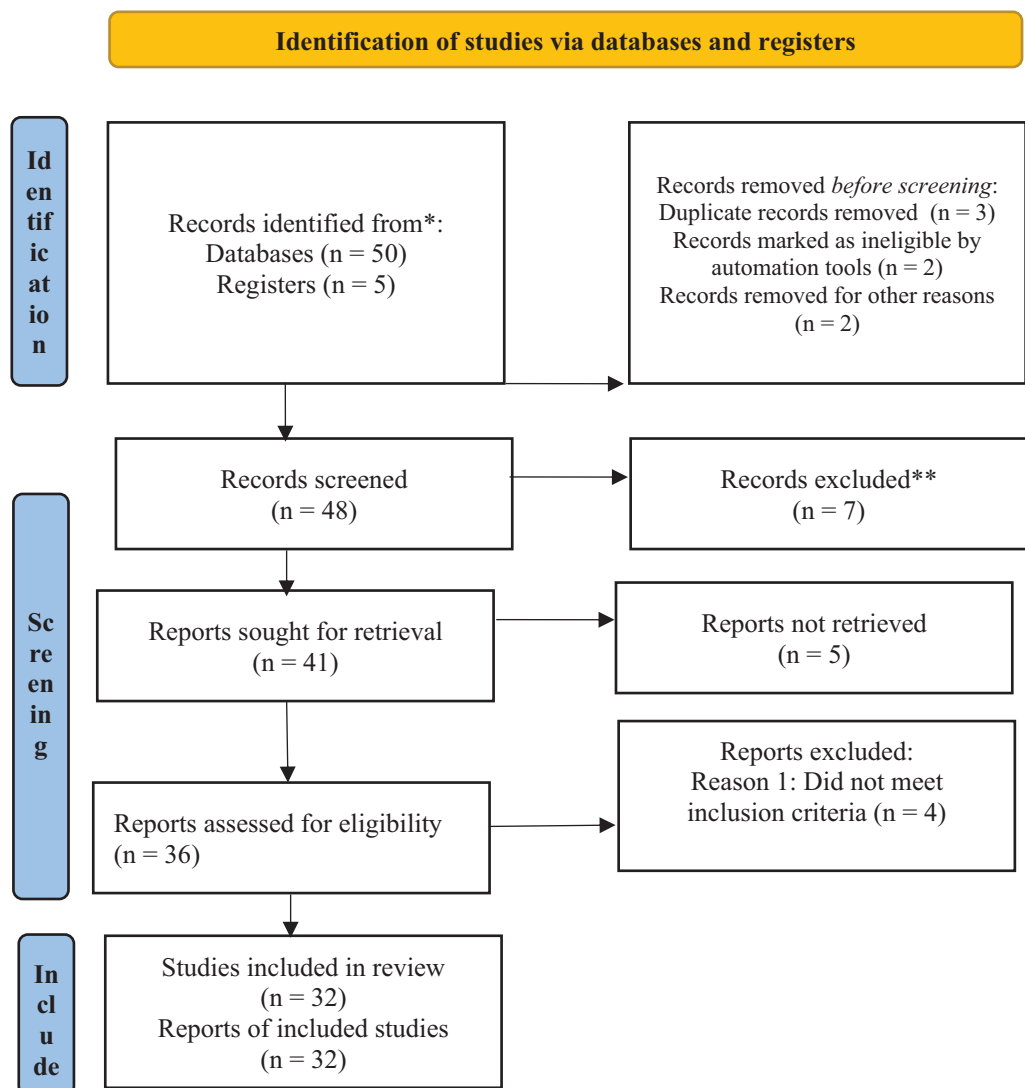 Identification of studies via databases and registers
Id
en
tif
ic
at
io
n
Records identified from*:
Databases (n = 50)
Registers (n = 5)
Records removed before screening:
Duplicate records removed (n = 3)
Records marked as ineligible by
automation tools (n = 2)
Records removed for other reasons
(n = 2)
Sc
re
en
in
g
Records screened
(n = 48)
Records excluded**
(n = 7)
Reports sought for retrieval
(n = 41)
Reports not retrieved
(n = 5)
Reports assessed for eligibility
(n = 36)
Reports excluded:
Reason 1: Did not meet
inclusion criteria (n = 4)
In
cl
u
de
Studies included in review
(n = 32)
Reports of included studies
(n = 32)